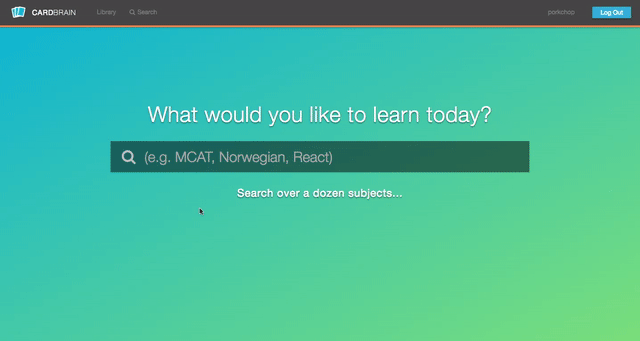 CARDBRAIN Library Search porkchop Log Out
What would you like to learn today?
(e.g. MCAT, Norwegian, React)
Search over a dozen subjects...